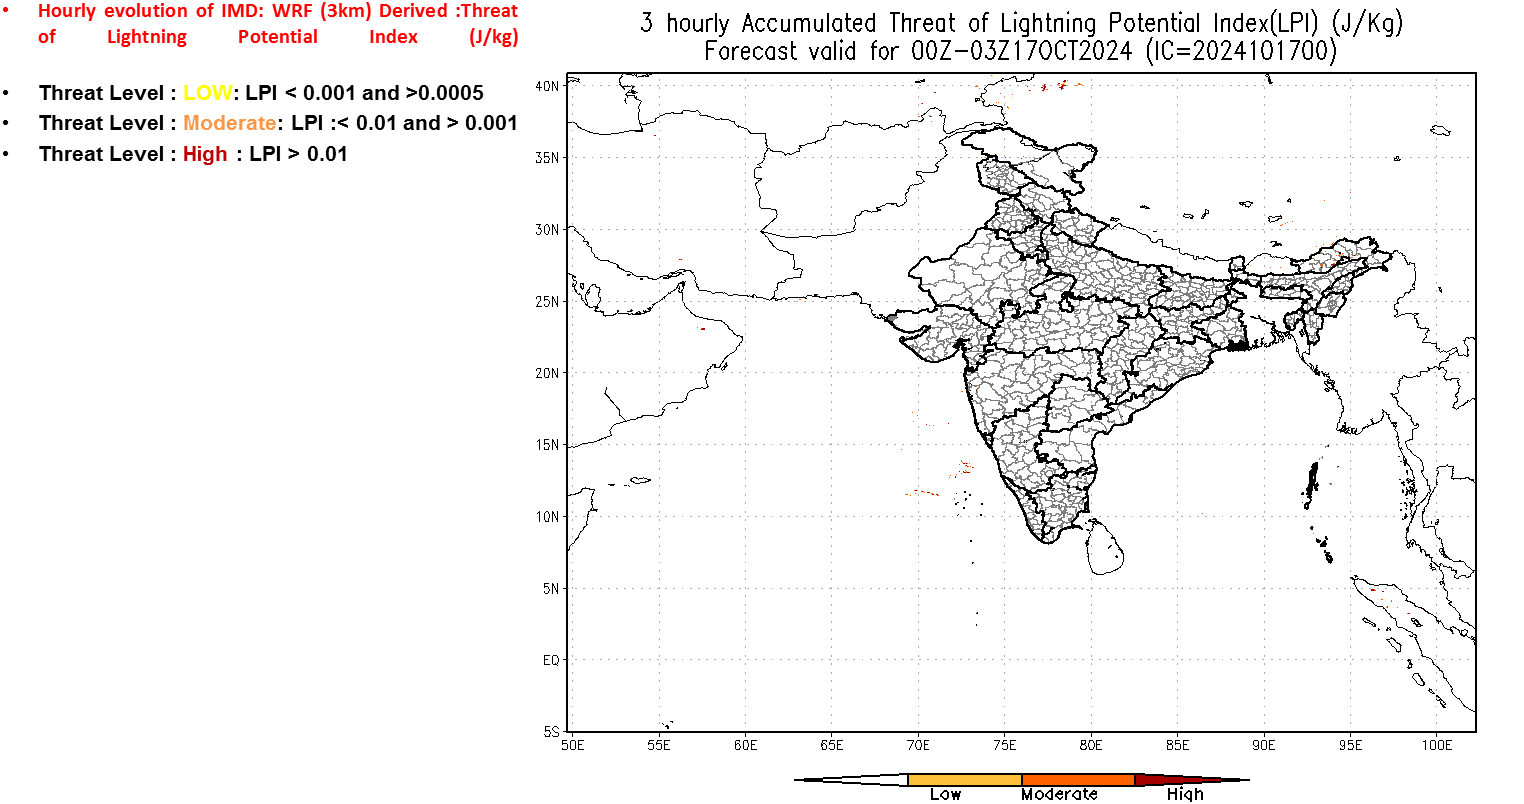 • Hourly evolution of IMD: WRF (3km) Derived :Threat
of Lightning Potential Index (J/kg)
• Threat Level : LOW: LPI < 0.001 and >0.0005
• Threat Level : Moderate: LPI :< 0.01 and > 0.001
• Threat Level : High : LPI > 0.01
3 hourly Accumulated Threat of Lightning Potential Index(LPI) (J/Kg)
Forecast valid for 00Z-03Z17OCT2024 (IC=2024101700)
40N
35N
30N
25N
20N
15N
10N
5N
EQ
5S
50E 55E 60E 65E 70E 75E 80E 85E 90E 95E 100E
Low Moderate High